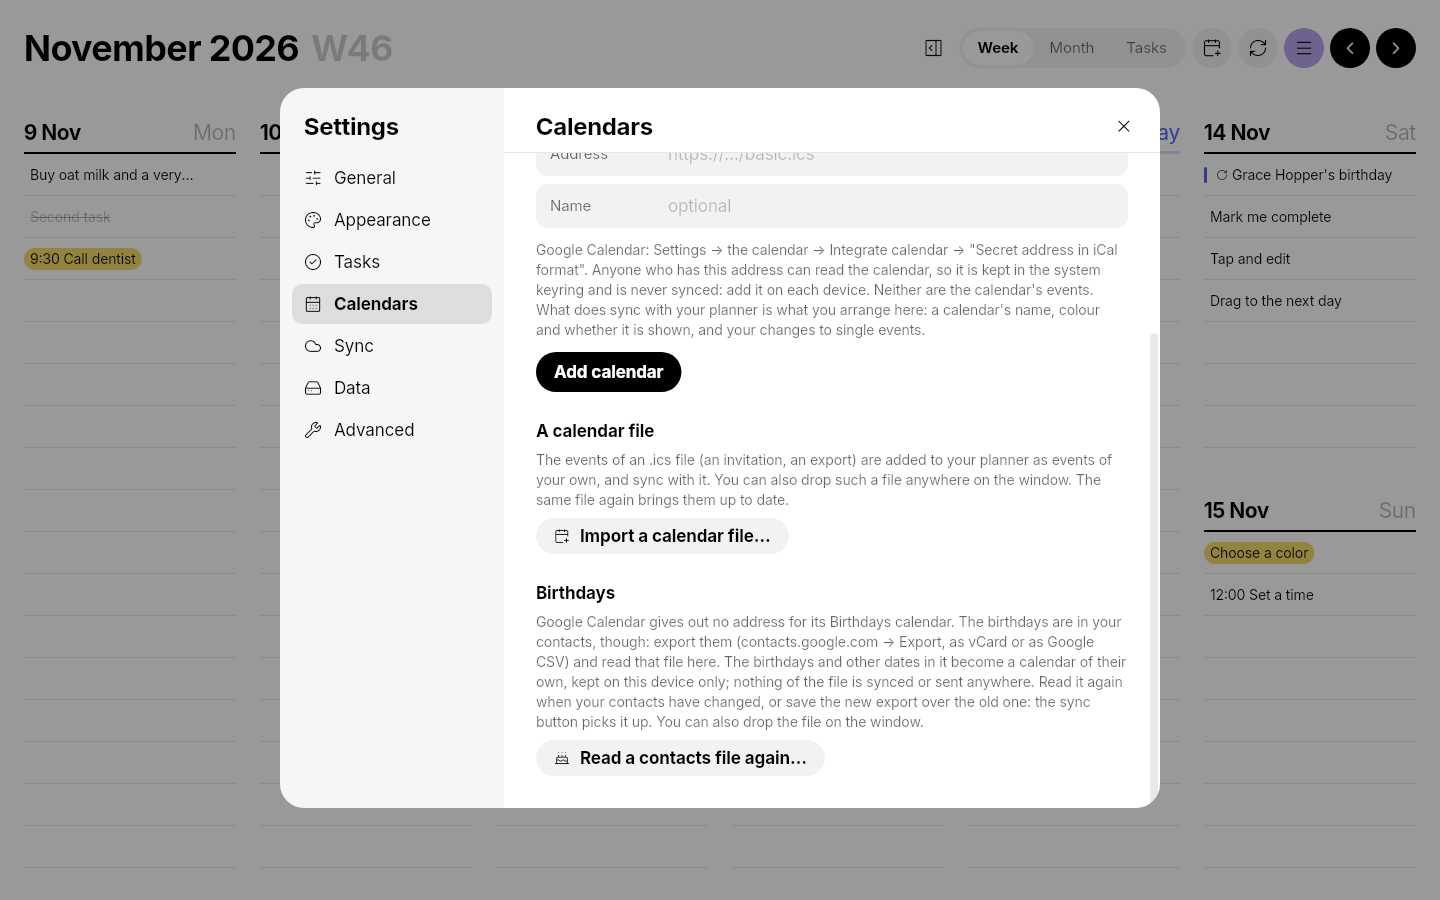 November 2026 W46
Week
Month
Tasks
9 Nov Mon
Buy oat milk and a very...
Second task
9:30 Call dentist
10
ay
14 Nov Sat
Grace Hopper's birthday
Mark me complete
Tap and edit
Drag to the next day
15 Nov Sun
Choose a color
12:00 Set a time
Settings
General
Appearance
Tasks
Calendars
Sync
Data
Advanced
Calendars
Address https://.../basic.ics
Name optional
Google Calendar: Settings → the calendar → Integrate calendar → "Secret address in iCal
format". Anyone who has this address can read the calendar, so it is kept in the system
keyring and is never synced: add it on each device. Neither are the calendar's events.
What does sync with your planner is what you arrange here: a calendar's name, colour
and whether it is shown, and your changes to single events.
Add calendar
A calendar file
The events of an .ics file (an invitation, an export) are added to your planner as events of
your own, and sync with it. You can also drop such a file anywhere on the window. The
same file again brings them up to date.
Import a calendar file...
Birthdays
Google Calendar gives out no address for its Birthdays calendar. The birthdays are in your
contacts, though: export them (contacts.google.com → Export, as vCard or as Google
CSV) and read that file here. The birthdays and other dates in it become a calendar of their
own, kept on this device only; nothing of the file is synced or sent anywhere. Read it again
when your contacts have changed, or save the new export over the old one: the sync
button picks it up. You can also drop the file on the window.
Read a contacts file again...